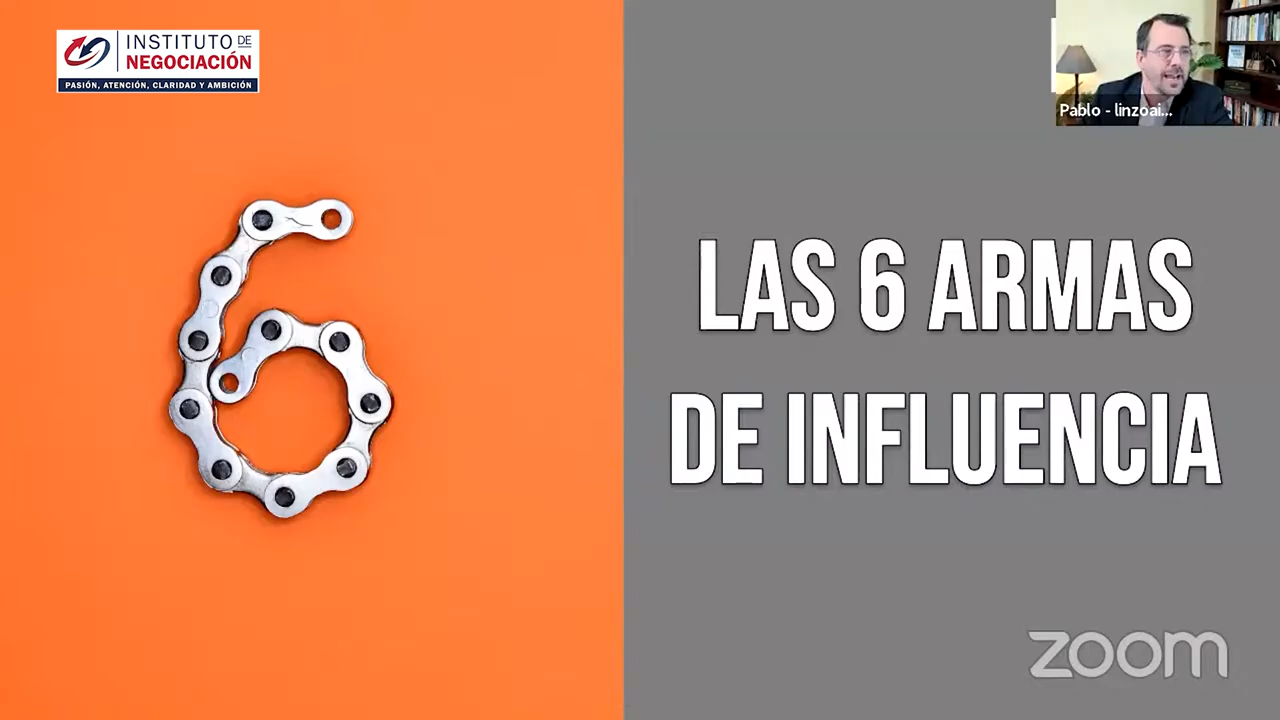 INSTITUTO DE
NEGOCIACIÓN
PASIÓN, ATENCIÓN, CLARIDAD Y AMBICIÓN
Pablo - linzoai...
LAS 6 ARMAS
DE INFLUENCIA
zoom